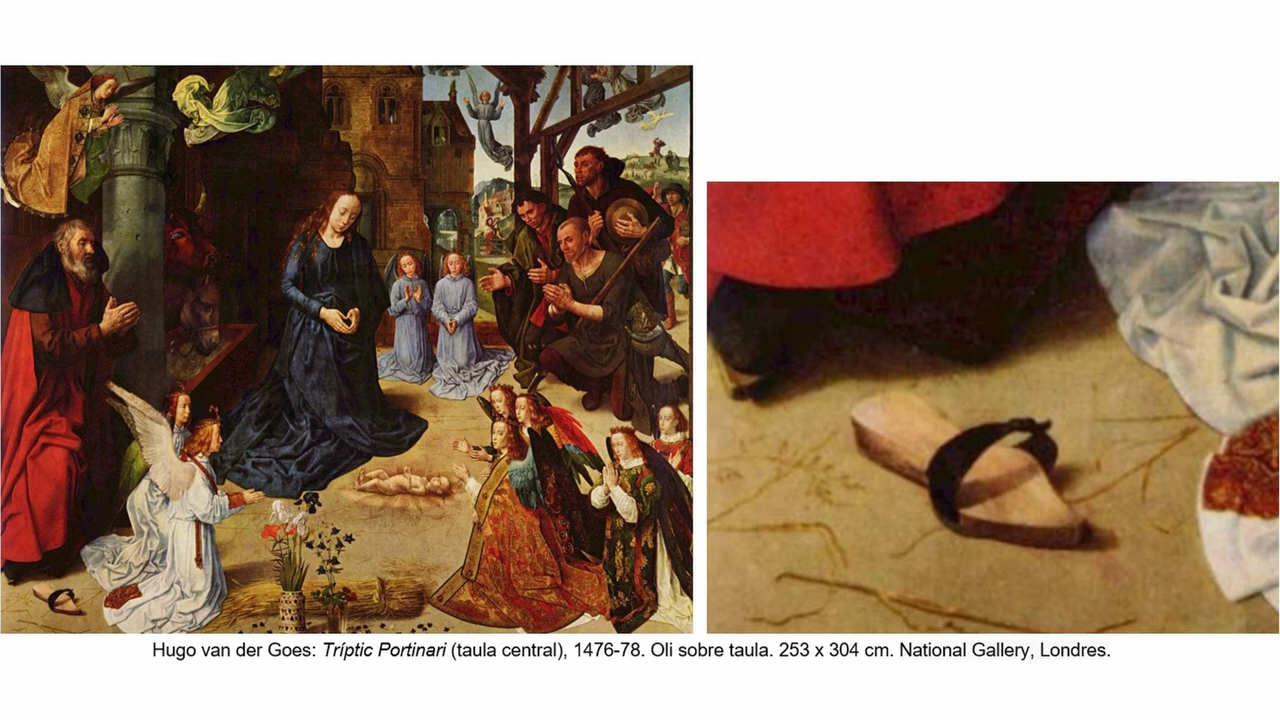 Hugo van der Goes: Tríptic Portinari (taula central), 1476-78. Oli sobre taula. 253 x 304 cm. National Gallery, Londres.